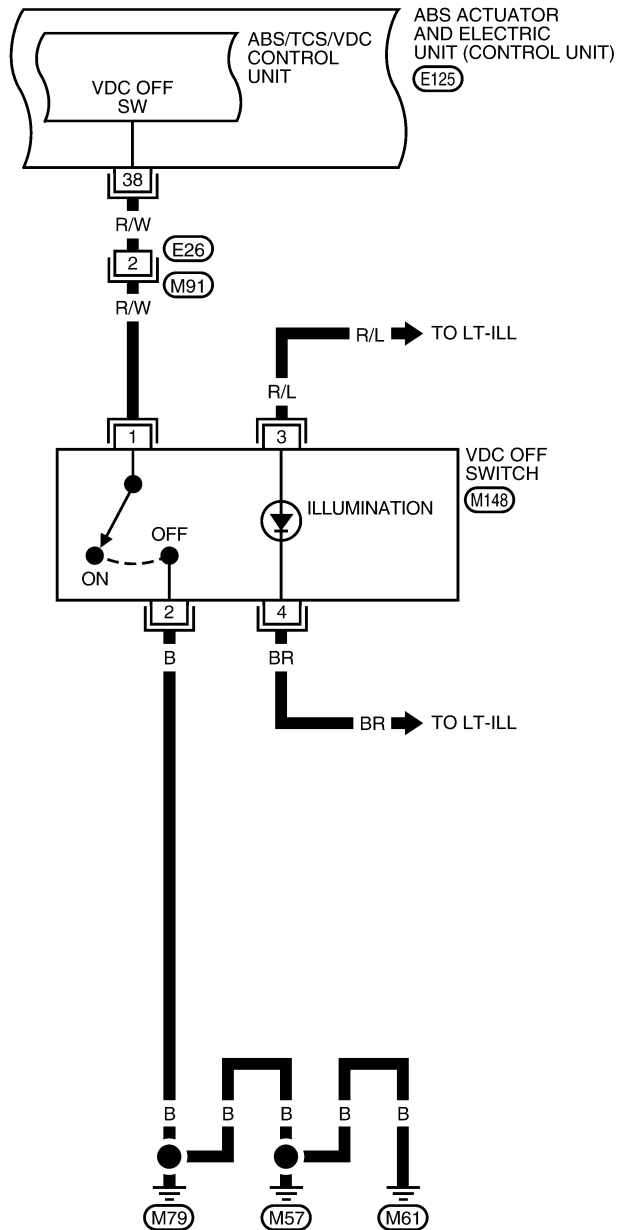 ABS ACTUATOR
AND ELECTRIC
UNIT (CONTROL UNIT)
E125
ABS/TCS/VDC
CONTROL
UNIT
VDC OFF
SW
38
R/W
2
E26
M91
R/W
R/L
TO LT-ILL
R/L
1
3
VDC OFF
SWITCH
M148
ILLUMINATION
OFF
ON
2
4
B
BR
BR
TO LT-ILL
B
B
B
B
B
M79
M57
M61